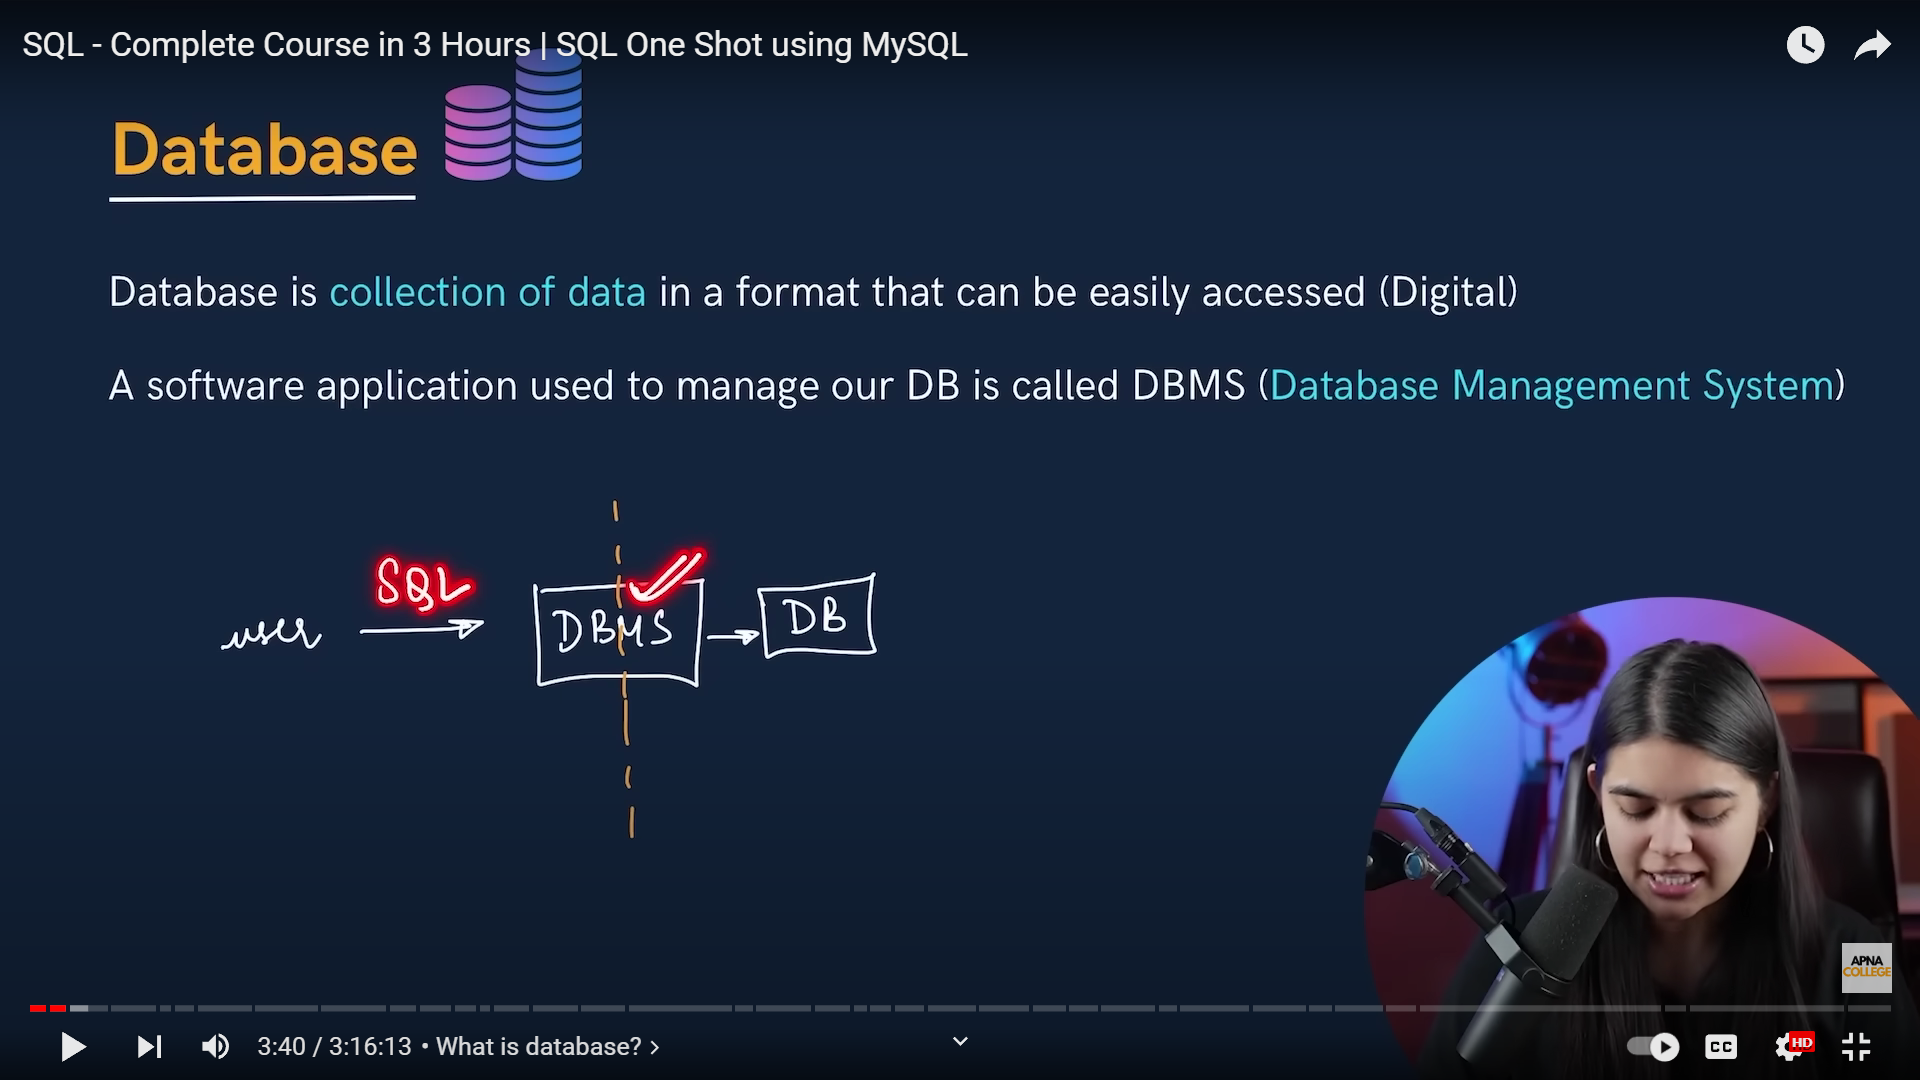 SQL - Complete Course in 3 Hours | SQL One Shot using MySQL
Database
Database is collection of data in a format that can be easily accessed (Digital)
A software application used to manage our DB is called DBMS (Database Management System)
user
SQL
DBMS
DB
APNA
COLLEGE
3:40 / 3:16:13 • What is database? >
CC
HD